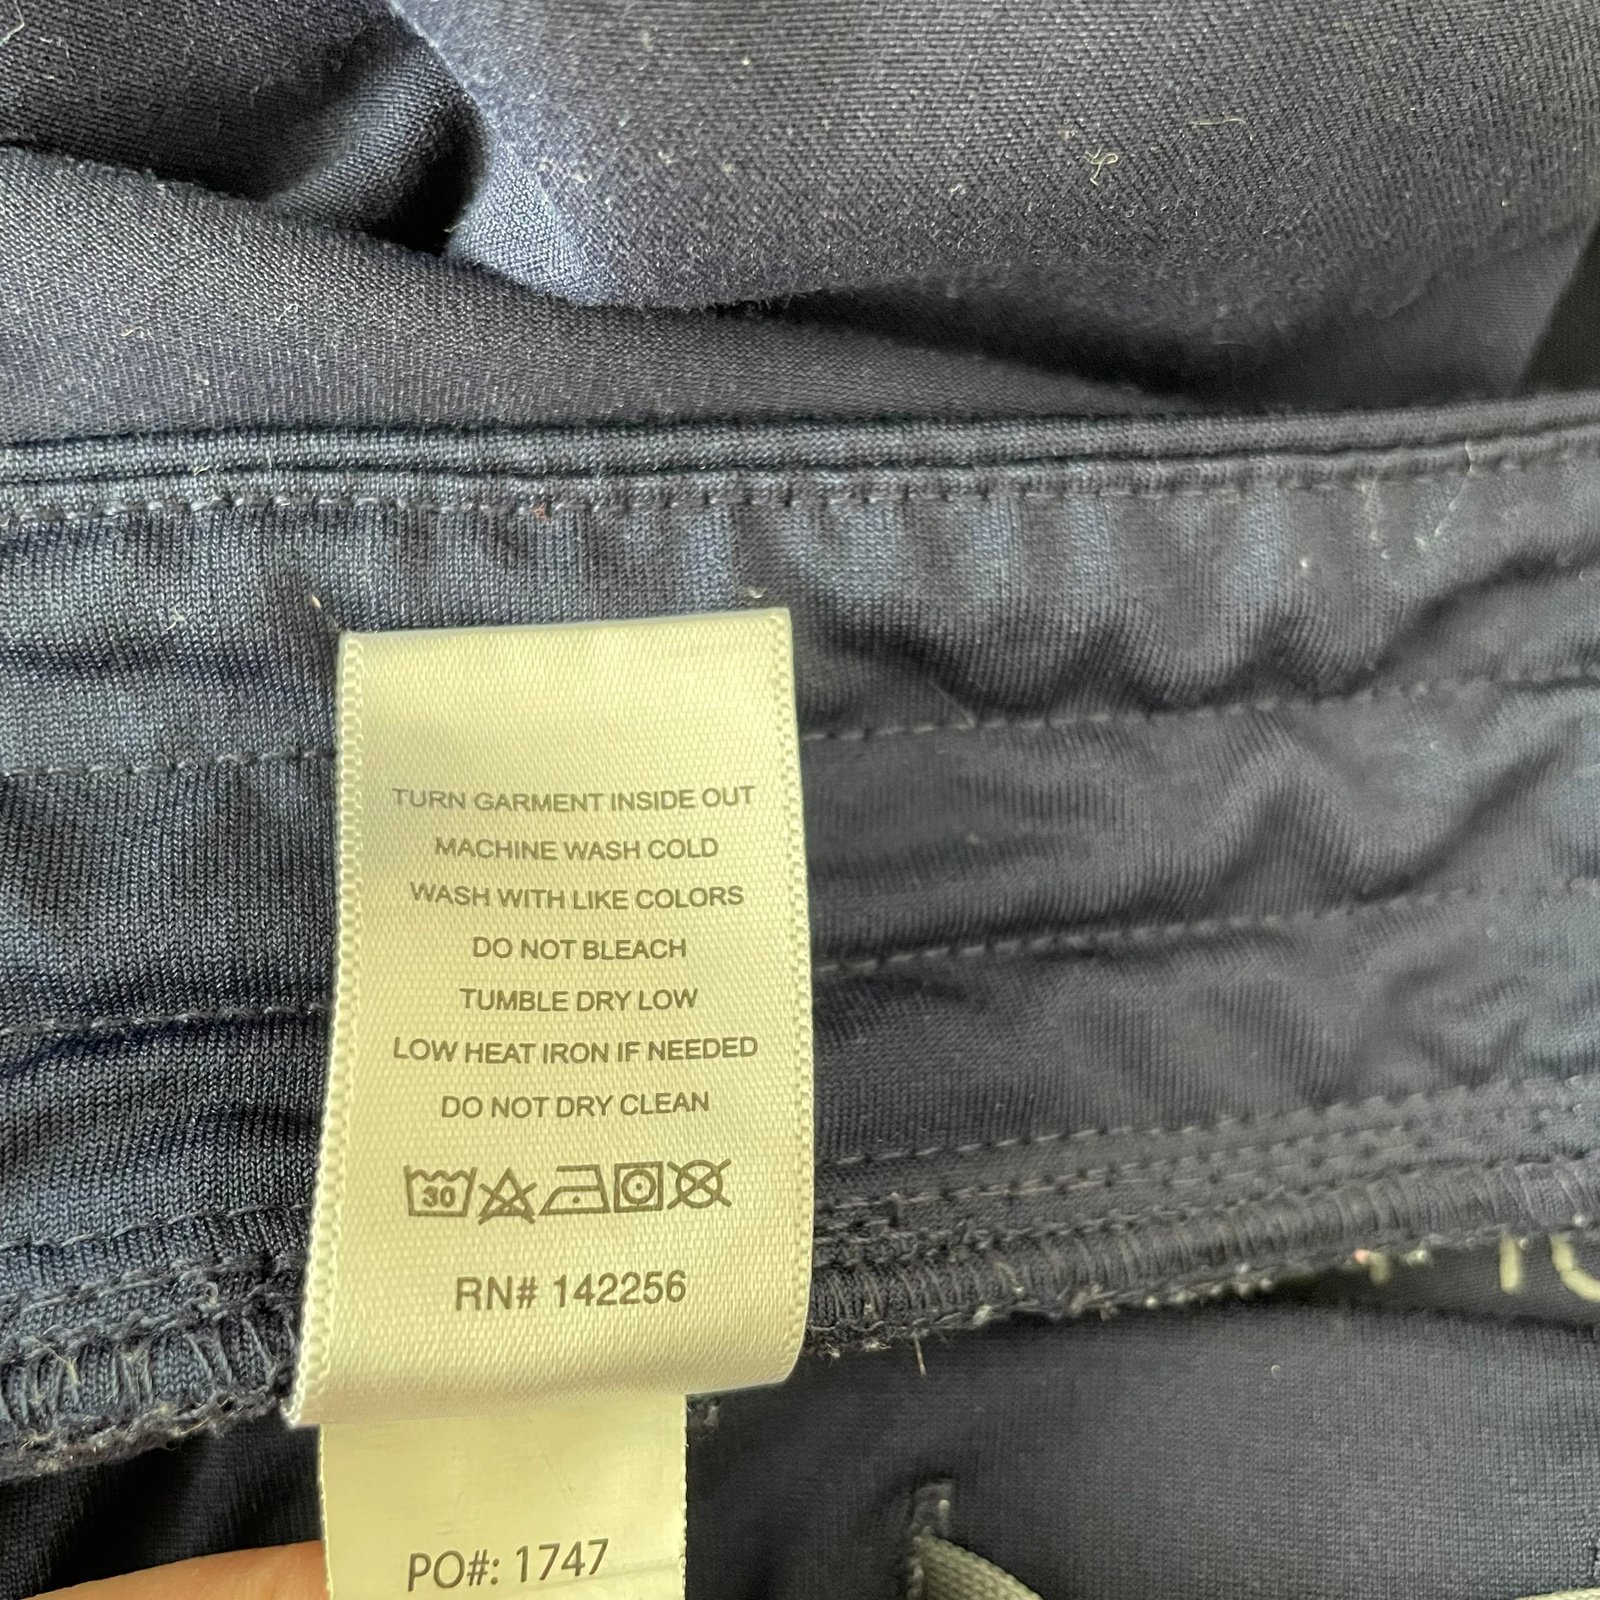 TURN GARMENT INSIDE OUT
MACHINE WASH COLD
WASH WITH LIKE COLORS
DO NOT BLEACH
TUMBLE DRY LOW
LOW HEAT IRON IF NEEDED
DO NOT DRY CLEAN
30
RN# 142256
PO#: 1747